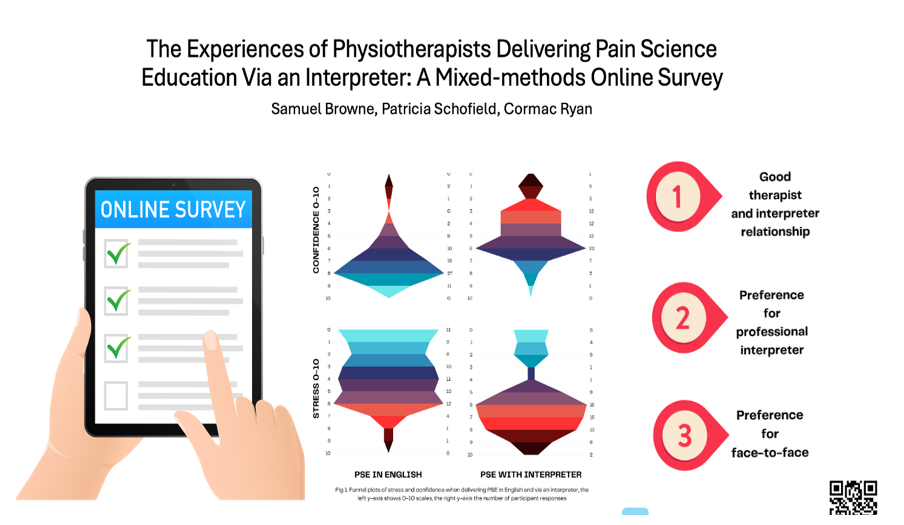 The Experiences of Physiotherapists Delivering Pain Science
Education Via an Interpreter: A Mixed-methods Online Survey
Samuel Browne, Patricia Schofield, Cormac Ryan
ONLINE SURVEY
CONFIDENCE 0-10
STRESS 0-10
PSE IN ENGLISH
PSE WITH INTERPRETER
Fig 1 Funnel plots of stress and confidence when delivering PSE in English and via an interpreter, the
left y-axis shows 0-10 scales, the right y-axis the number of participant responses
1
Good
therapist
and interpreter
relationship
2
Preference
for
professional
interpreter
3
Preference
for
face-to-face